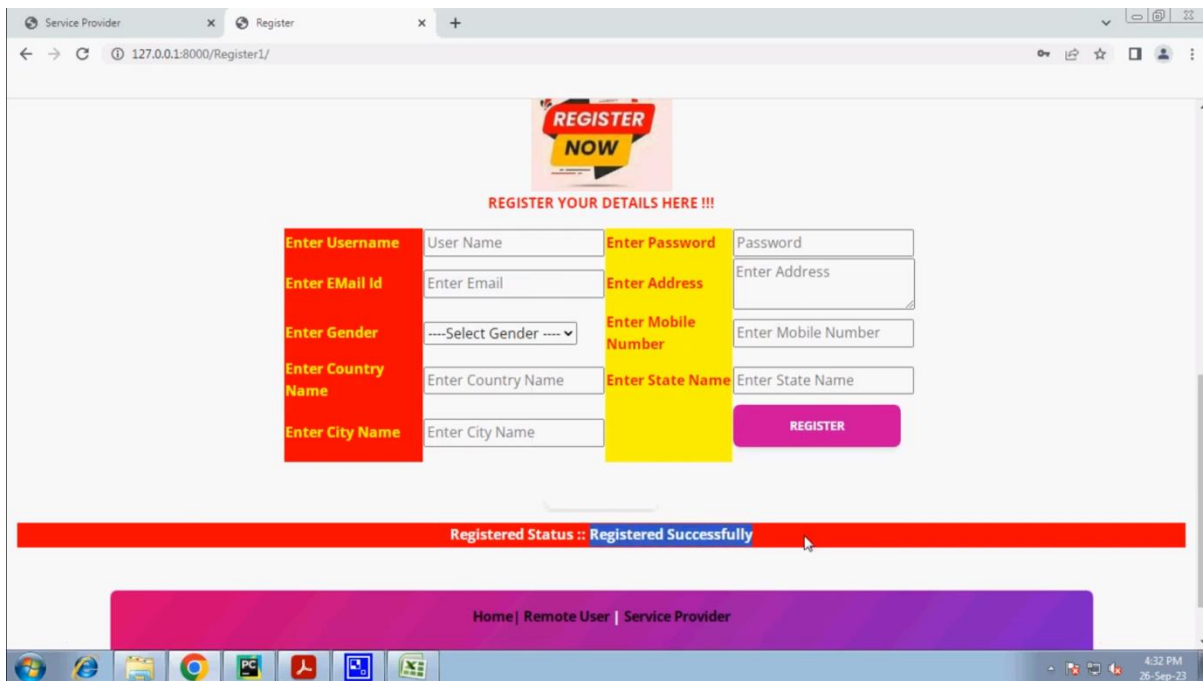 Service Provider
Register
127.0.0.1:8000/Register1/
REGISTER
NOW
REGISTER YOUR DETAILS HERE !!!
Enter Username User Name Enter Password Password
Enter EMail Id Enter Email Enter Address Enter Address
Enter Gender ----Select Gender ---- Enter Mobile Number Enter Mobile Number
Enter Country Name Enter Country Name Enter State Name Enter State Name
Enter City Name Enter City Name REGISTER
Registered Status :: Registered Successfully
Home| Remote User | Service Provider
PC
4:32 PM
26-Sep-23